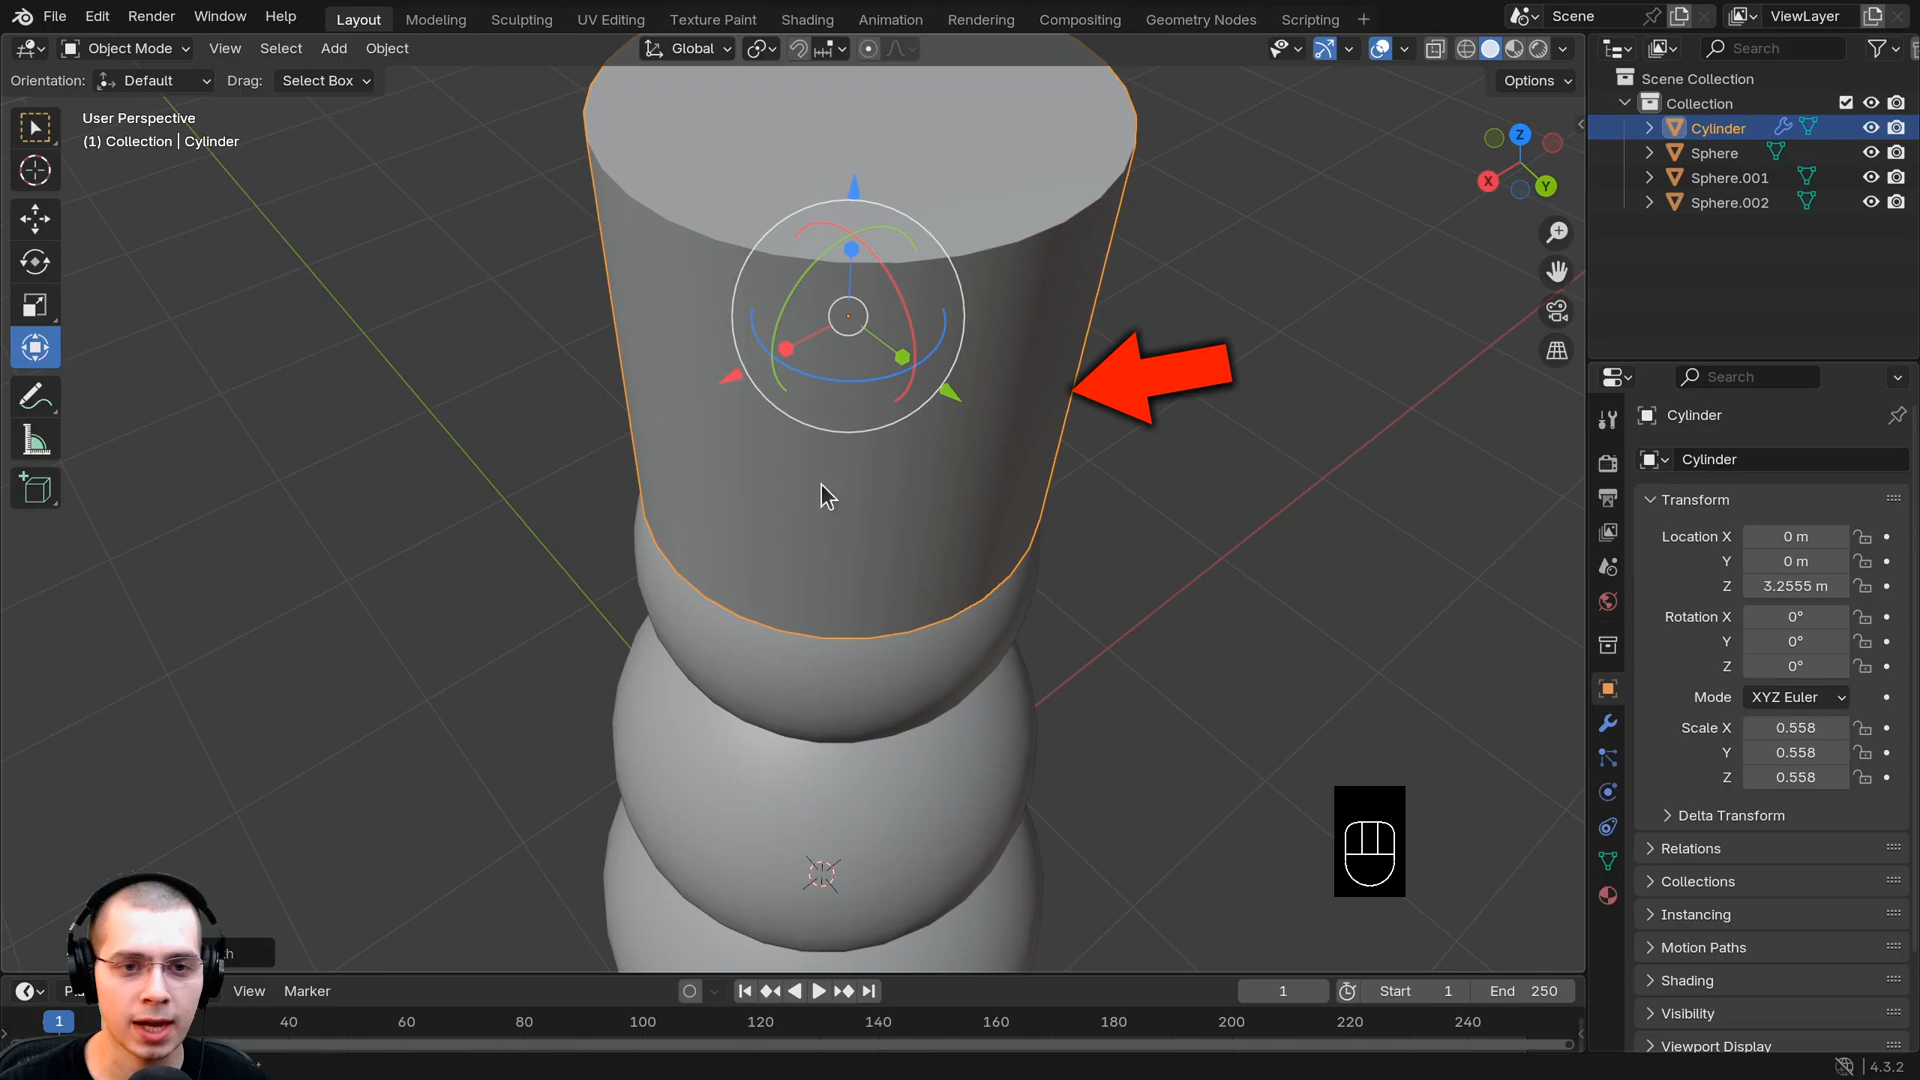 File Edit Render Window Help
Layout Modeling Sculpting UV Editing Texture Paint Shading Animation Rendering Compositing Geometry Nodes Scripting +
Scene
ViewLayer
Object Mode View Select Add Object
Global
Search
Orientation: Default Drag: Select Box
Options
Scene Collection
Collection
Cylinder
Sphere
Sphere.001
Sphere.002
User Perspective
(1) Collection | Cylinder
Z
X
Y
Search
Cylinder
Cylinder
Transform
Location X 0 m
Y 0 m
Z 3.2555 m
Rotation X 0°
Y 0°
Z 0°
Mode XYZ Euler
Scale X 0.558
Y 0.558
Z 0.558
Delta Transform
Relations
Collections
Instancing
Motion Paths
Shading
Visibility
Viewport Display
View Marker
1 Start 1 End 250
1 40 60 80 100 120 140 160 180 200 220 240
4.3.2